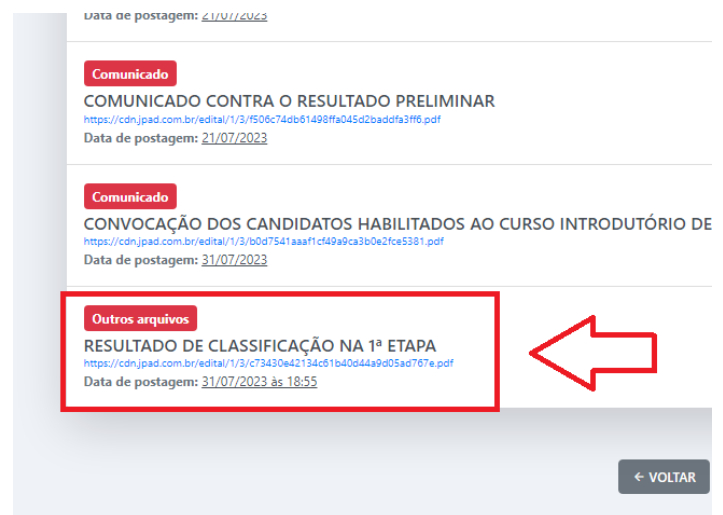 Data de postagem: 21/07/2023
Comunicado
COMUNICADO CONTRA O RESULTADO PRELIMINAR
https://cdn.jpad.com.br/edital/1/3/f506c74db61498ffa045d2baddfa3ff6.pdf
Data de postagem: 21/07/2023
Comunicado
CONVOCAÇÃO DOS CANDIDATOS HABILITADOS AO CURSO INTRODUTÓRIO DE
https://cdn.jpad.com.br/edital/1/3/b0d7541aaaf1cf49a9ca3b0e2fce5381.pdf
Data de postagem: 31/07/2023
Outros arquivos
RESULTADO DE CLASSIFICAÇÃO NA 1ª ETAPA
https://cdn.jpad.com.br/edital/1/3/c73430e42134c61b40d44a9d05ad767e.pdf
Data de postagem: 31/07/2023 às 18:55
← VOLTAR